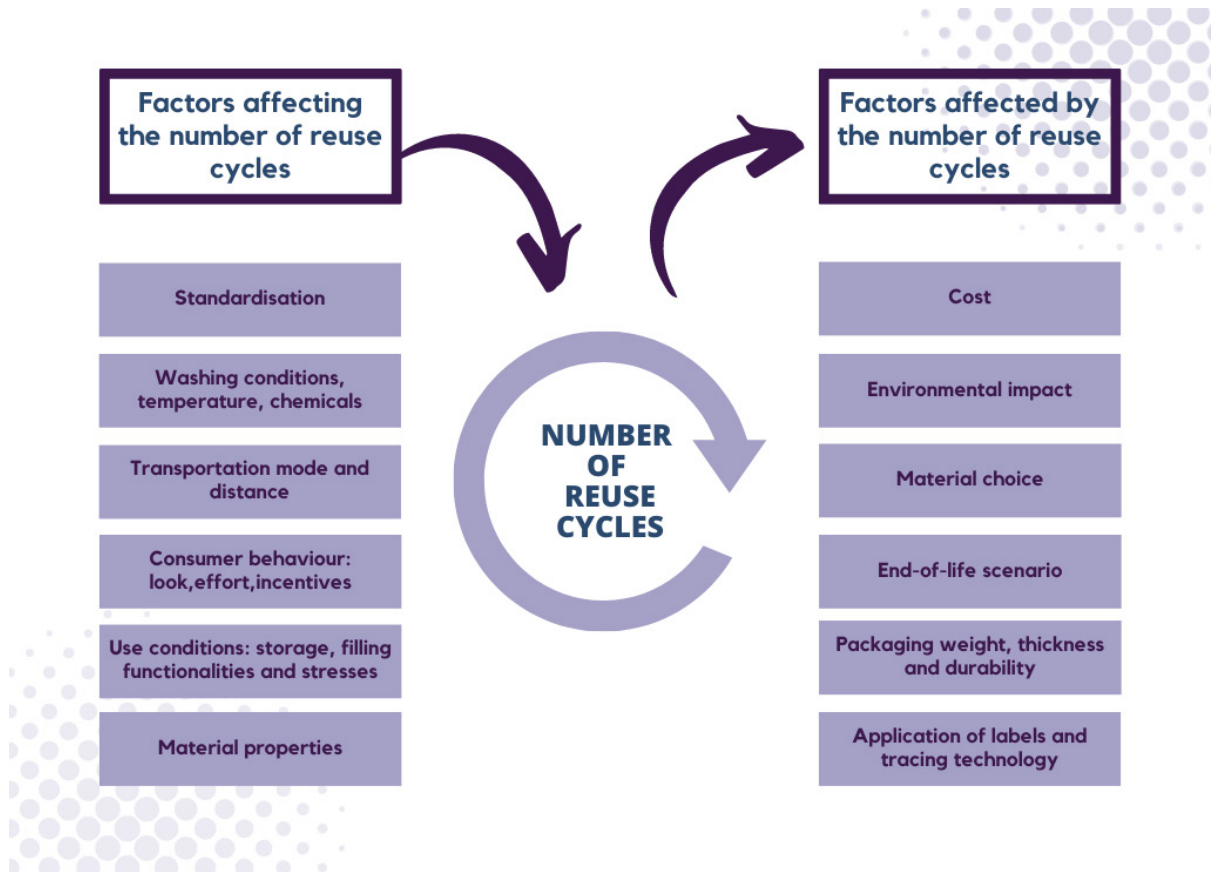 Factors affecting
the number of reuse
cycles
Standardisation
Washing conditions,
temperature, chemicals
Transportation mode and
distance
Consumer behaviour:
look,effort,incentives
Use conditions: storage, filling
functionalities and stresses
Material properties
NUMBER
OF
REUSE
CYCLES
Factors affected by
the number of reuse
cycles
Cost
Environmental impact
Material choice
End-of-life scenario
Packaging weight, thickness
and durability
Application of labels and
tracing technology